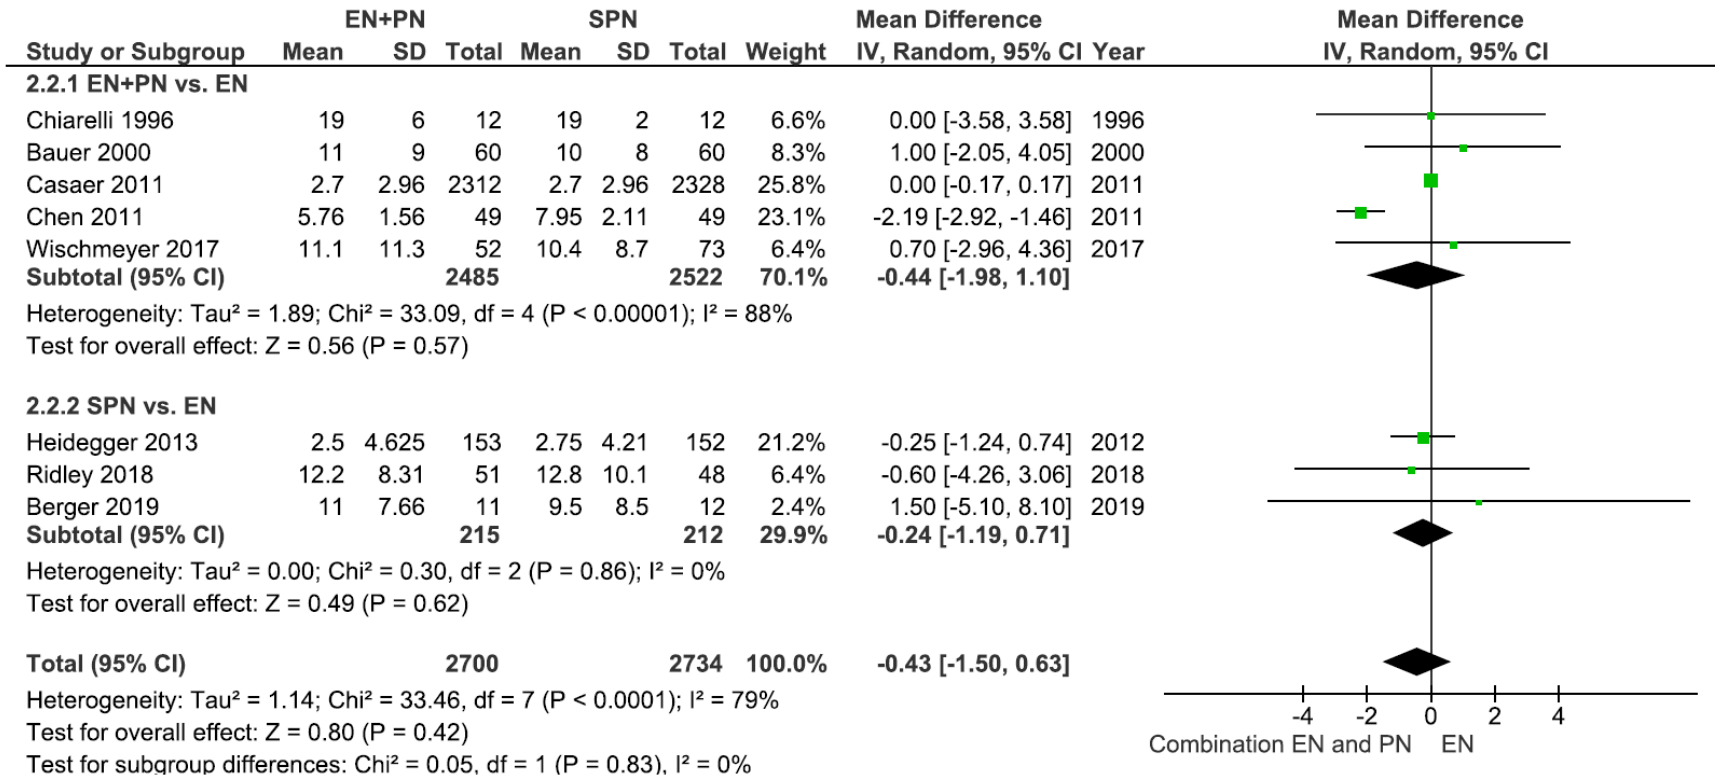 EN+PN SPN Mean Difference Mean Difference
Study or Subgroup Mean SD Total Mean SD Total Weight IV, Random, 95% CI Year IV, Random, 95% CI
2.2.1 EN+PN vs. EN
Chiarelli 1996 19 6 12 19 2 12 6.6% 0.00 [-3.58, 3.58] 1996
Bauer 2000 11 9 60 10 8 60 8.3% 1.00 [-2.05, 4.05] 2000
Casaer 2011 2.7 2.96 2312 2.7 2.96 2328 25.8% 0.00 [-0.17, 0.17] 2011
Chen 2011 5.76 1.56 49 7.95 2.11 49 23.1% -2.19 [-2.92, -1.46] 2011
Wischmeyer 2017 11.1 11.3 52 10.4 8.7 73 6.4% 0.70 [-2.96, 4.36] 2017
Subtotal (95% CI) 2485 2522 70.1% -0.44 [-1.98, 1.10]
Heterogeneity: Tau² = 1.89; Chi² = 33.09, df = 4 (P < 0.00001); I² = 88%
Test for overall effect: Z = 0.56 (P = 0.57)
2.2.2 SPN vs. EN
Heidegger 2013 2.5 4.625 153 2.75 4.21 152 21.2% -0.25 [-1.24, 0.74] 2012
Ridley 2018 12.2 8.31 51 12.8 10.1 48 6.4% -0.60 [-4.26, 3.06] 2018
Berger 2019 11 7.66 11 9.5 8.5 12 2.4% 1.50 [-5.10, 8.10] 2019
Subtotal (95% CI) 215 212 29.9% -0.24 [-1.19, 0.71]
Heterogeneity: Tau² = 0.00; Chi² = 0.30, df = 2 (P = 0.86); I² = 0%
Test for overall effect: Z = 0.49 (P = 0.62)
Total (95% CI) 2700 2734 100.0% -0.43 [-1.50, 0.63]
Heterogeneity: Tau² = 1.14; Chi² = 33.46, df = 7 (P < 0.0001); I² = 79%
Test for overall effect: Z = 0.80 (P = 0.42)
Test for subgroup differences: Chi² = 0.05, df = 1 (P = 0.83), I² = 0%
-4 -2 0 2 4
Combination EN and PN EN